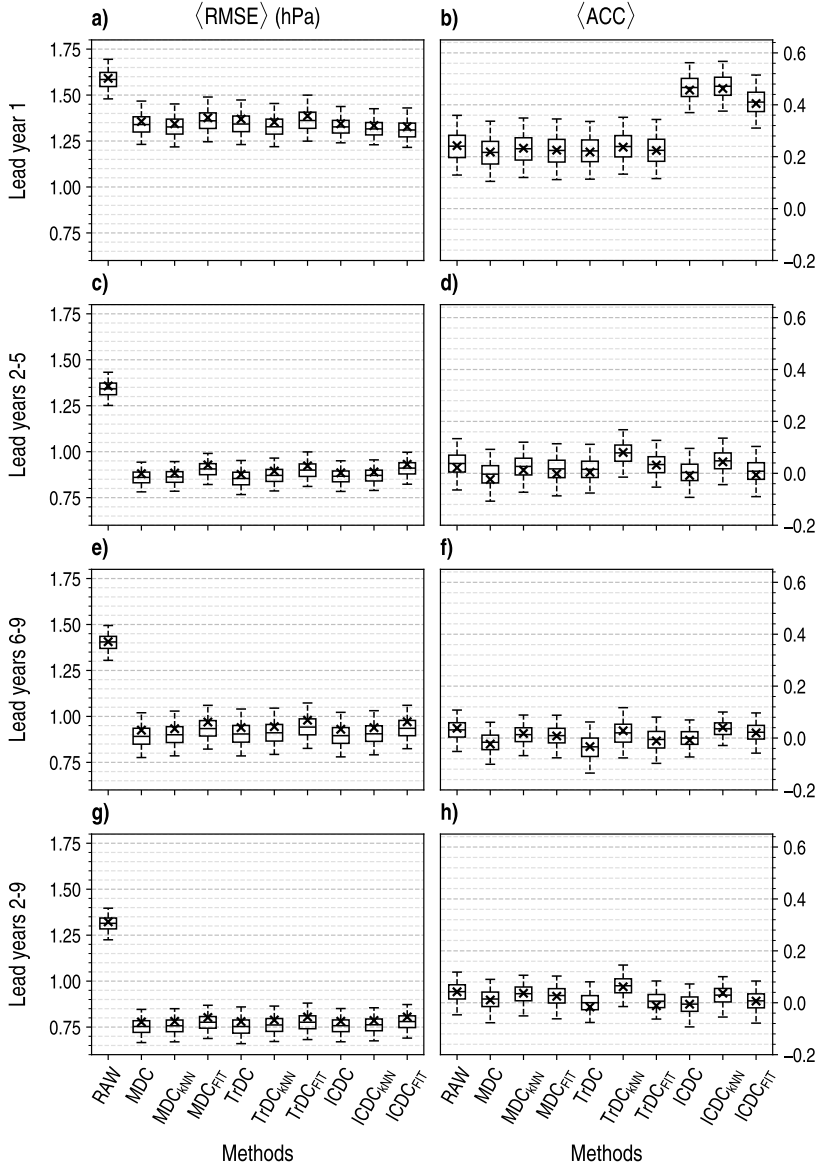 a) ⟨RMSE⟩ (hPa)
b) ⟨ACC⟩
Lead year 1
1.75
1.50
1.25
1.00
0.75
0.6
0.4
0.2
0.0
−0.2
c)
d)
Lead years 2-5
1.75
1.50
1.25
1.00
0.75
0.6
0.4
0.2
0.0
−0.2
e)
f)
Lead years 6-9
1.75
1.50
1.25
1.00
0.75
0.6
0.4
0.2
0.0
−0.2
g)
h)
Lead years 2-9
1.75
1.50
1.25
1.00
0.75
0.6
0.4
0.2
0.0
−0.2
RAW
MDC
MDCkNN
MDCFIT
TrDC
TrDCkNN
TrDCFIT
ICDC
ICDCkNN
ICDCFIT
Methods
RAW
MDC
MDCkNN
MDCFIT
TrDC
TrDCkNN
TrDCFIT
ICDC
ICDCkNN
ICDCFIT
Methods